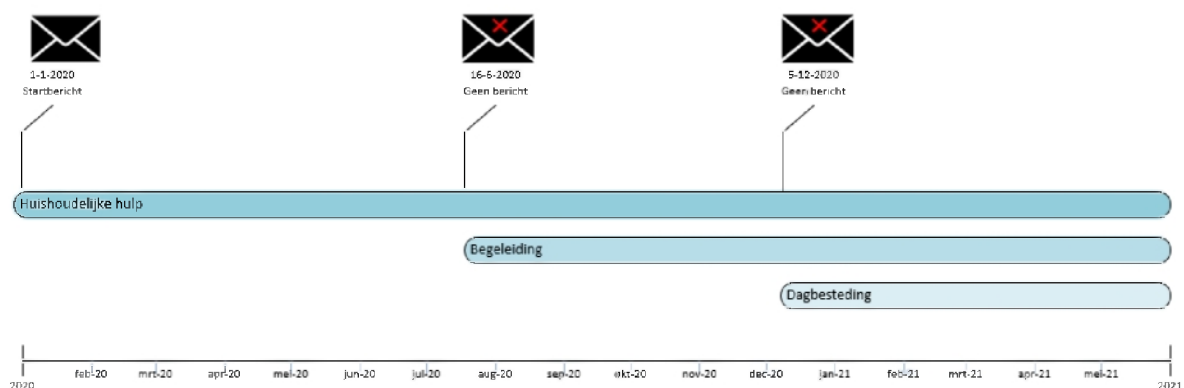 1-1-2020
Startbericht
16-6-2020
Geen bericht
5-12-2020
Geen bericht
Huishoudelijke hulp
Begeleiding
Dagbesteding
feb-20 mrt-20 apr-20 mei-20 jun-20 jul-20 aug-20 sep-20 okt-20 nov-20 dec-20 jan-21 feb-21 mrt-21 apr-21 mei-21
2020 2021